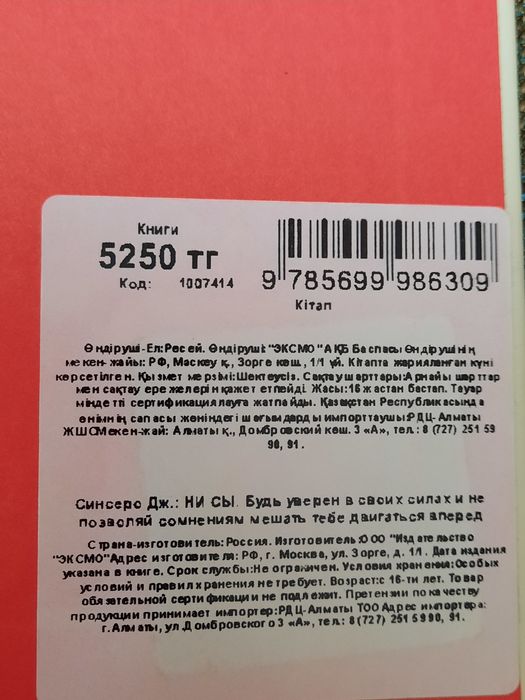 Книги
5250 тг
Код: 1007414
9 785699 986309
Кітап
Өндіруші-Ел:Ресей. Өндіруші:"ЭКСМО"АҚБ Баспасы Өндірушінің
мекен-жайы: РФ, Мәскеу қ., Зорге көш., 1/1 үй. Кітапта жарияланған күні
көрсетілген. Қызмет мерзімі:Шектеусіз. Сақтау шарттары:Арнайы шарттар
мен сақтау ережелерін қажет етпейді. Жасы:16 жастан бастап. Тауар
міндетті сертификациялауға жатпайды. Қазақстан Республикасында
өнімнің сапасы жөніндегі шағымдарды импорттаушы:РДЦ-Алматы
ЖШС Мекен-жай: Алматы қ., Домбровский көш. 3 «А», тел.: 8 (727) 251 59
90, 91.
Синсеро Дж.: НИ СЫ. Будь уверен в своих силах и не
позволяй сомнениям мешать тебе двигаться вперед
Страна-изготовитель: Россия. Изготовитель:ООО "Издательство
"ЭКСМО"Адрес изготовителя: РФ, г. Москва, ул. Зорге, д. 1/1. Дата издания
указана в книге. Срок службы:Не ограничен. Условия хранения:Особых
условий и правил хранения не требует. Возраст:с 16-ти лет. Товар
обязательной сертификации не подлежит. Претензии по качеству
продукции принимает импортер:РДЦ-Алматы ТОО Адрес импортера:
г.Алматы, ул.Домбровского 3 «А», тел.: 8(727) 251 59 90, 91.